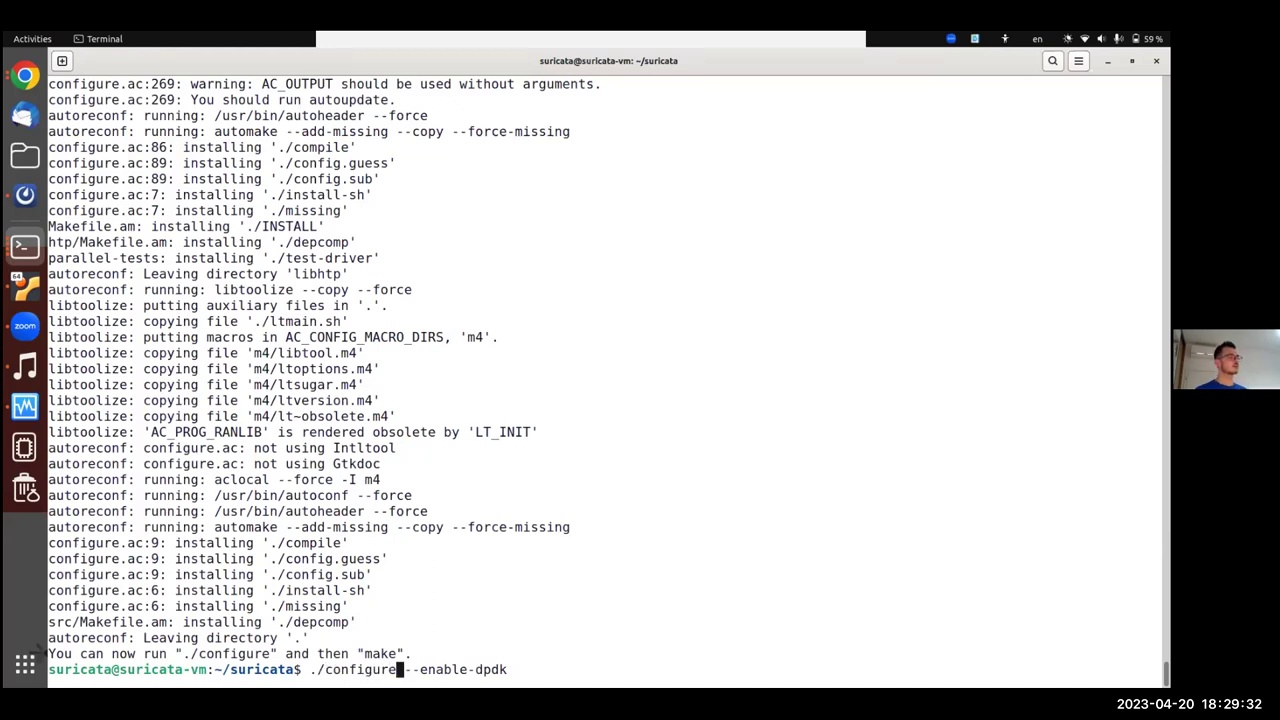 Activities
Terminal
en
59 %
suricata@suricata-vm: ~/suricata
configure.ac:269: warning: AC_OUTPUT should be used without arguments.
configure.ac:269: You should run autoupdate.
autoreconf: running: /usr/bin/autoheader --force
autoreconf: running: automake --add-missing --copy --force-missing
configure.ac:86: installing './compile'
configure.ac:89: installing './config.guess'
configure.ac:89: installing './config.sub'
configure.ac:7: installing './install-sh'
configure.ac:7: installing './missing'
Makefile.am: installing './INSTALL'
htp/Makefile.am: installing './depcomp'
parallel-tests: installing './test-driver'
autoreconf: Leaving directory 'libhtp'
autoreconf: running: libtoolize --copy --force
libtoolize: putting auxiliary files in '.'.
libtoolize: copying file './ltmain.sh'
libtoolize: putting macros in AC_CONFIG_MACRO_DIRS, 'm4'.
libtoolize: copying file 'm4/libtool.m4'
libtoolize: copying file 'm4/ltoptions.m4'
libtoolize: copying file 'm4/ltsugar.m4'
libtoolize: copying file 'm4/ltversion.m4'
libtoolize: copying file 'm4/lt~obsolete.m4'
libtoolize: 'AC_PROG_RANLIB' is rendered obsolete by 'LT_INIT'
autoreconf: configure.ac: not using Intltool
autoreconf: configure.ac: not using Gtkdoc
autoreconf: running: aclocal --force -I m4
autoreconf: running: /usr/bin/autoconf --force
autoreconf: running: /usr/bin/autoheader --force
autoreconf: running: automake --add-missing --copy --force-missing
configure.ac:9: installing './compile'
configure.ac:9: installing './config.guess'
configure.ac:9: installing './config.sub'
configure.ac:6: installing './install-sh'
configure.ac:6: installing './missing'
src/Makefile.am: installing './depcomp'
autoreconf: Leaving directory '.'
You can now run "./configure" and then "make".
suricata@suricata-vm:~/suricata$ ./configure --enable-dpdk
64
zoom
2023-04-20 18:29:32